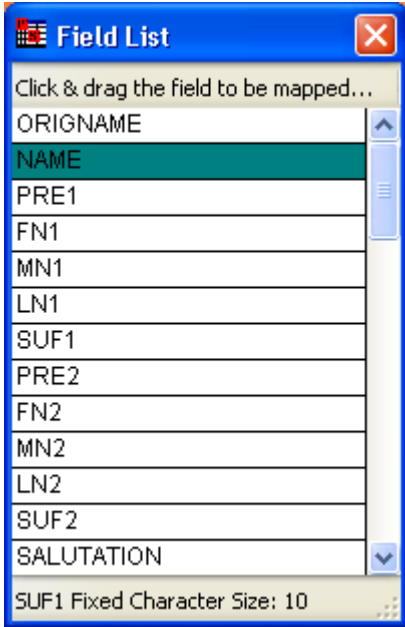 Field List
Click & drag the field to be mapped...
ORIGNAME
NAME
PRE1
FN1
MN1
LN1
SUF1
PRE2
FN2
MN2
LN2
SUF2
SALUTATION
SUF1 Fixed Character Size: 10